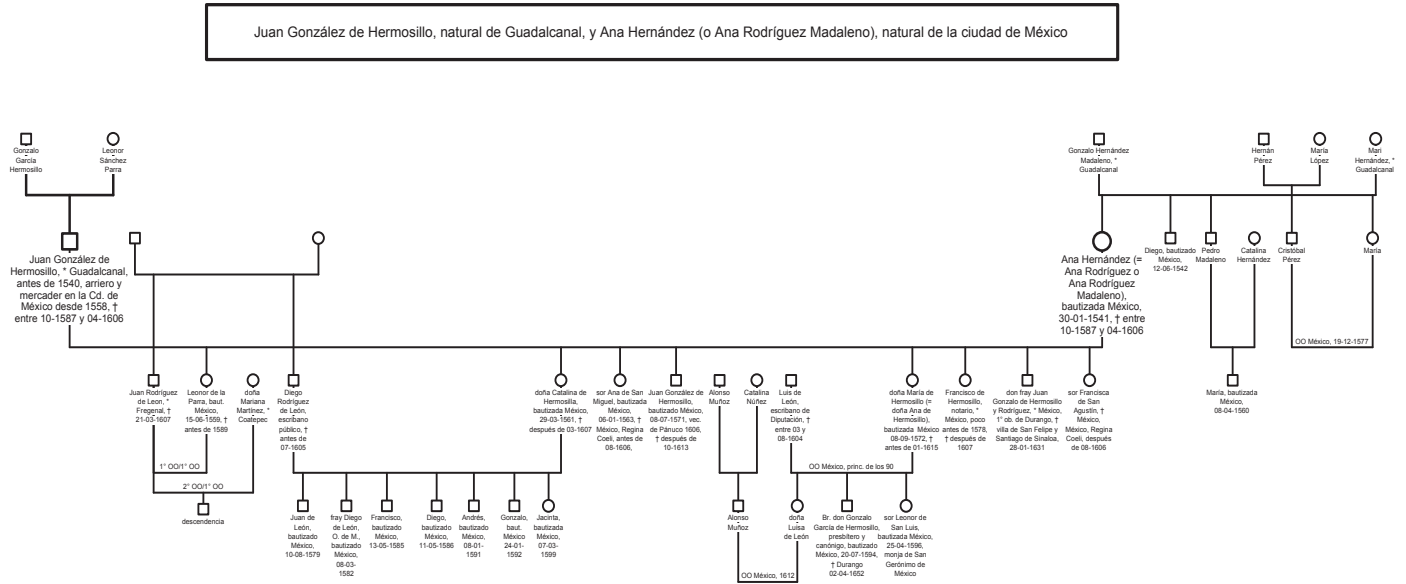 Juan González de Hermosillo, natural de Guadalcanal, y Ana Hernández (o Ana Rodríguez Madaleno), natural de la ciudad de México
Gonzalo
García
Hermosillo
Leonor
Sánchez
Parra
Gonzalo Hernández
Madaleno, *
Guadalcanal
Hernán
Pérez
María
López
Mari
Hernández, *
Guadalcanal
Juan González de
Hermosillo, * Guadalcanal,
antes de 1540, arriero y
mercader en la Cd. de
México desde 1558, †
entre 10-1587 y 04-1606
Ana Hernández (=
Ana Rodríguez o
Ana Rodríguez
Madaleno),
bautizada México,
30-01-1541, † entre
10-1587 y 04-1606
Diego, bautizado
México,
12-06-1542
Pedro
Madaleno
Catalina
Hernández
Cristóbal
Pérez
María
OO México, 19-12-1577
Juan Rodríguez
de Leon, *
Fregenal, †
21-03-1607
Leonor de la
Parra, baut.
México,
15-06-1559, †
antes de 1589
doña
Mariana
Martínez, *
Coatepec
Diego
Rodríguez
de León,
escribano
público, †
antes de
07-1605
doña Catalina de
Hermosilla,
bautizada México,
29-03-1561, †
después de 03-1607
sor Ana de San
Miguel, bautizada
México,
06-01-1563, †
México, Regina
Coeli, antes de
08-1606,
Juan González de
Hermosillo,
bautizado México,
08-07-1571, vec.
de Pánuco 1606,
† después de
10-1613
Alonso
Muñoz
Catalina
Núñez
Luis de
León,
escribano de
Diputación, †
entre 03 y
08-1604
doña María de
Hermosillo (=
doña Ana de
Hermosillo),
bautizada México
08-09-1572, †
antes de 01-1615
Francisco de
Hermosillo,
notario, *
México, poco
antes de 1578,
† después de
1607
don fray Juan
Gonzalo de Hermosillo
y Rodríguez, * México,
1° ob. de Durango, †
villa de San Felipe y
Santiago de Sinaloa,
28-01-1631
sor Francisca
de San
Agustín, †
México,
México, Regina
Coeli, después
de 08-1606
María, bautizada
México,
08-04-1560
1° OO/1° OO
2° OO/1° OO
OO México, princ. de los 90
descendencia
Juan de
León,
bautizado
México,
10-08-1579
fray Diego
de León,
O. de M.,
bautizado
México,
08-03-
1582
Francisco,
bautizado
México,
13-05-1585
Diego,
bautizado
México,
11-05-1586
Andrés,
bautizado
México,
08-01-
1591
Gonzalo,
baut.
México
24-01-
1592
Jacinta,
bautizada
México,
07-03-
1599
Alonso
Muñoz
doña
Luisa
de León
Br. don Gonzalo
García de Hermosillo,
presbítero y
canónigo, bautizado
México, 20-07-1594,
† Durango
02-04-1652
sor Leonor de
San Luis,
bautizada México,
25-04-1596,
monja de San
Gerónimo de
México
OO México, 1612